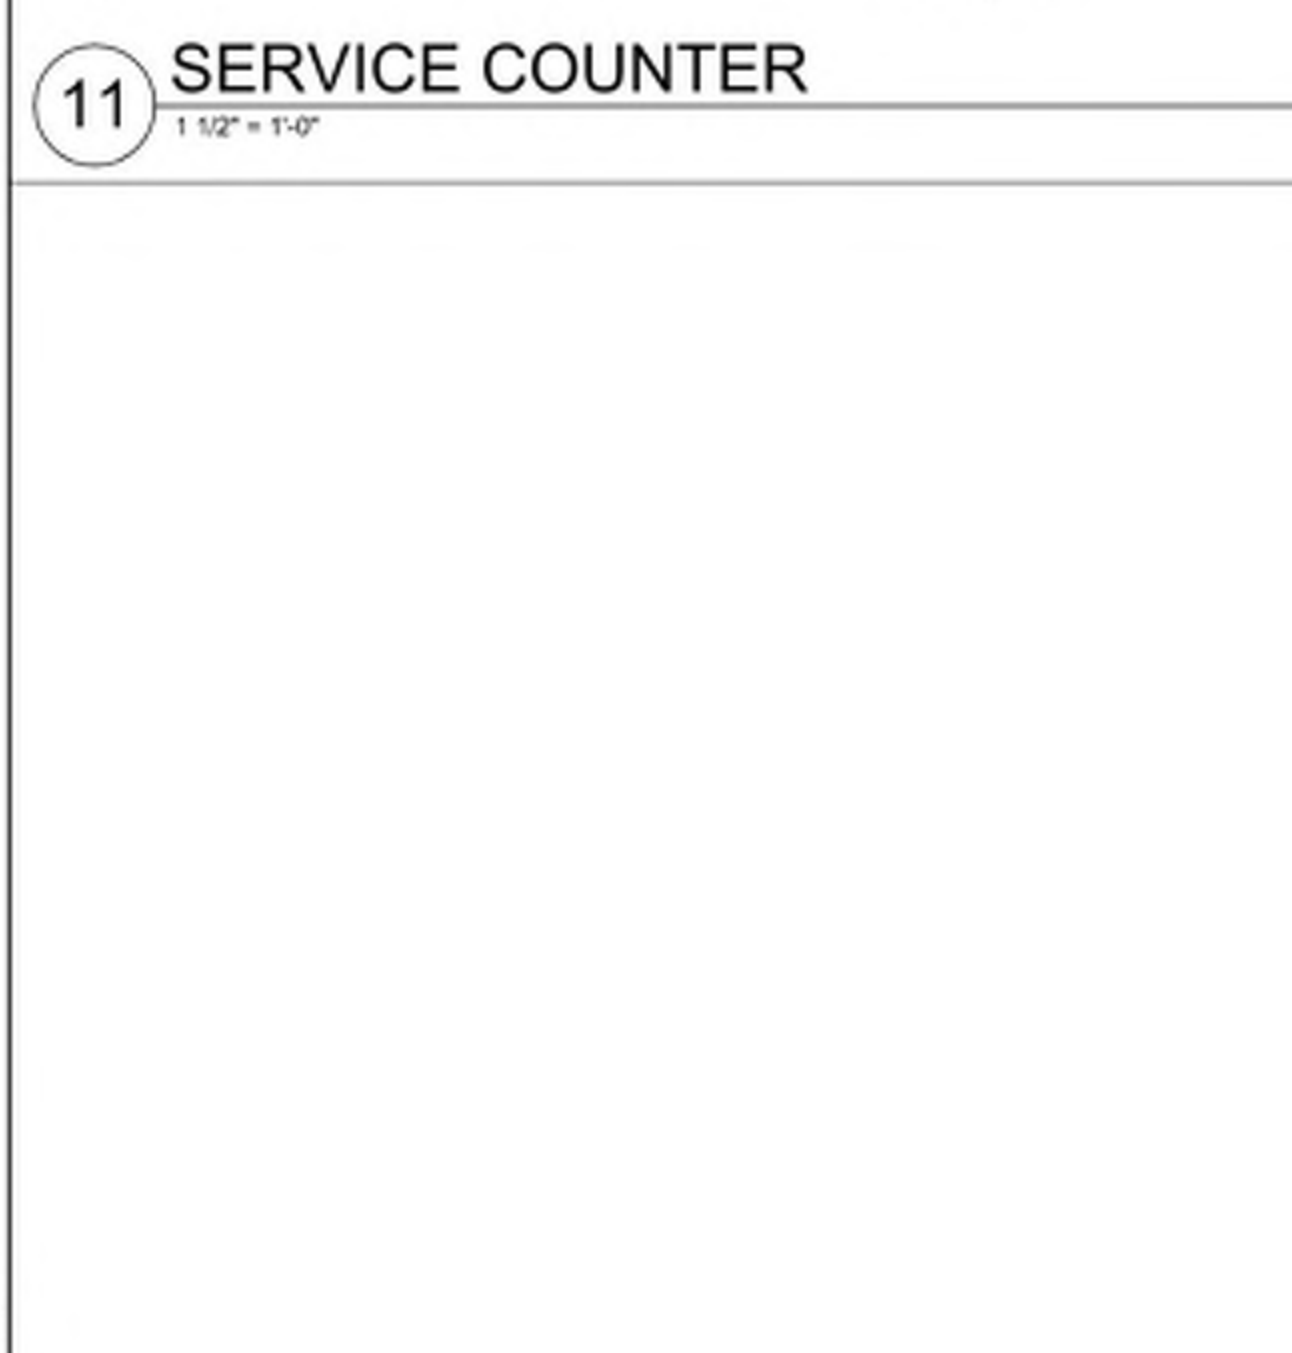 11
SERVICE COUNTER
1 1/2" = 1'-0"